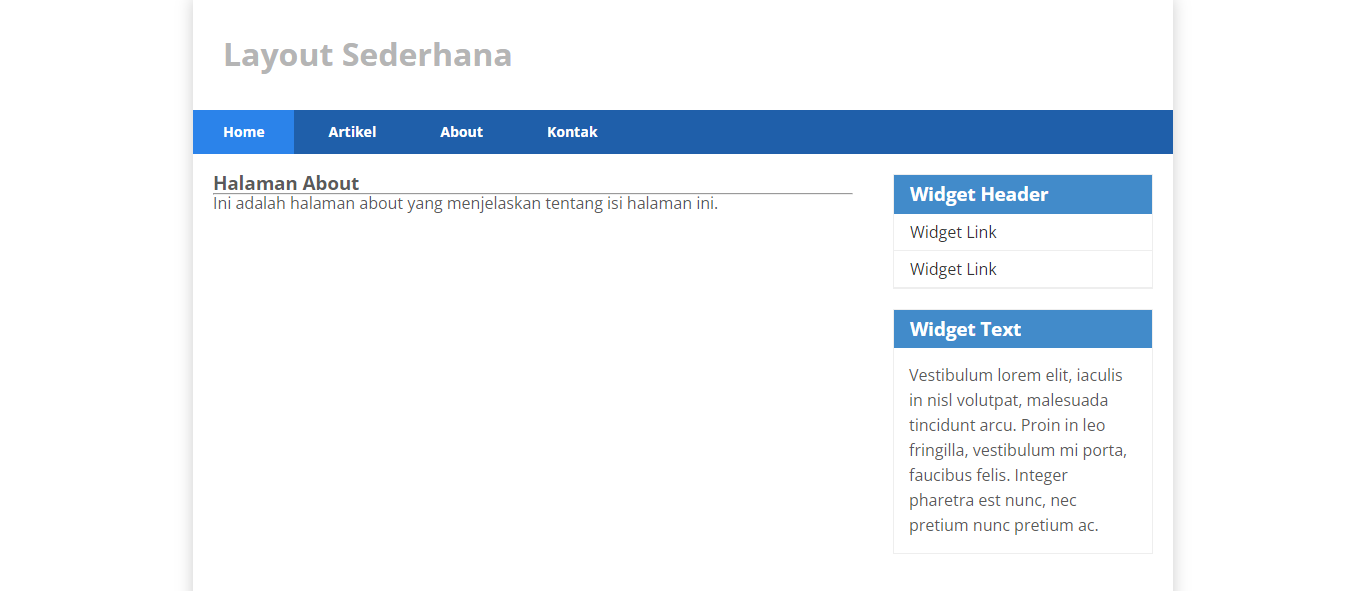 Layout Sederhana
Home Artikel About Kontak
Halaman About
Ini adalah halaman about yang menjelaskan tentang isi halaman ini.
Widget Header
Widget Link
Widget Link
Widget Text
Vestibulum lorem elit, iaculis
in nisl volutpat, malesuada
tincidunt arcu. Proin in leo
fringilla, vestibulum mi porta,
faucibus felis. Integer
pharetra est nunc, nec
pretium nunc pretium ac.